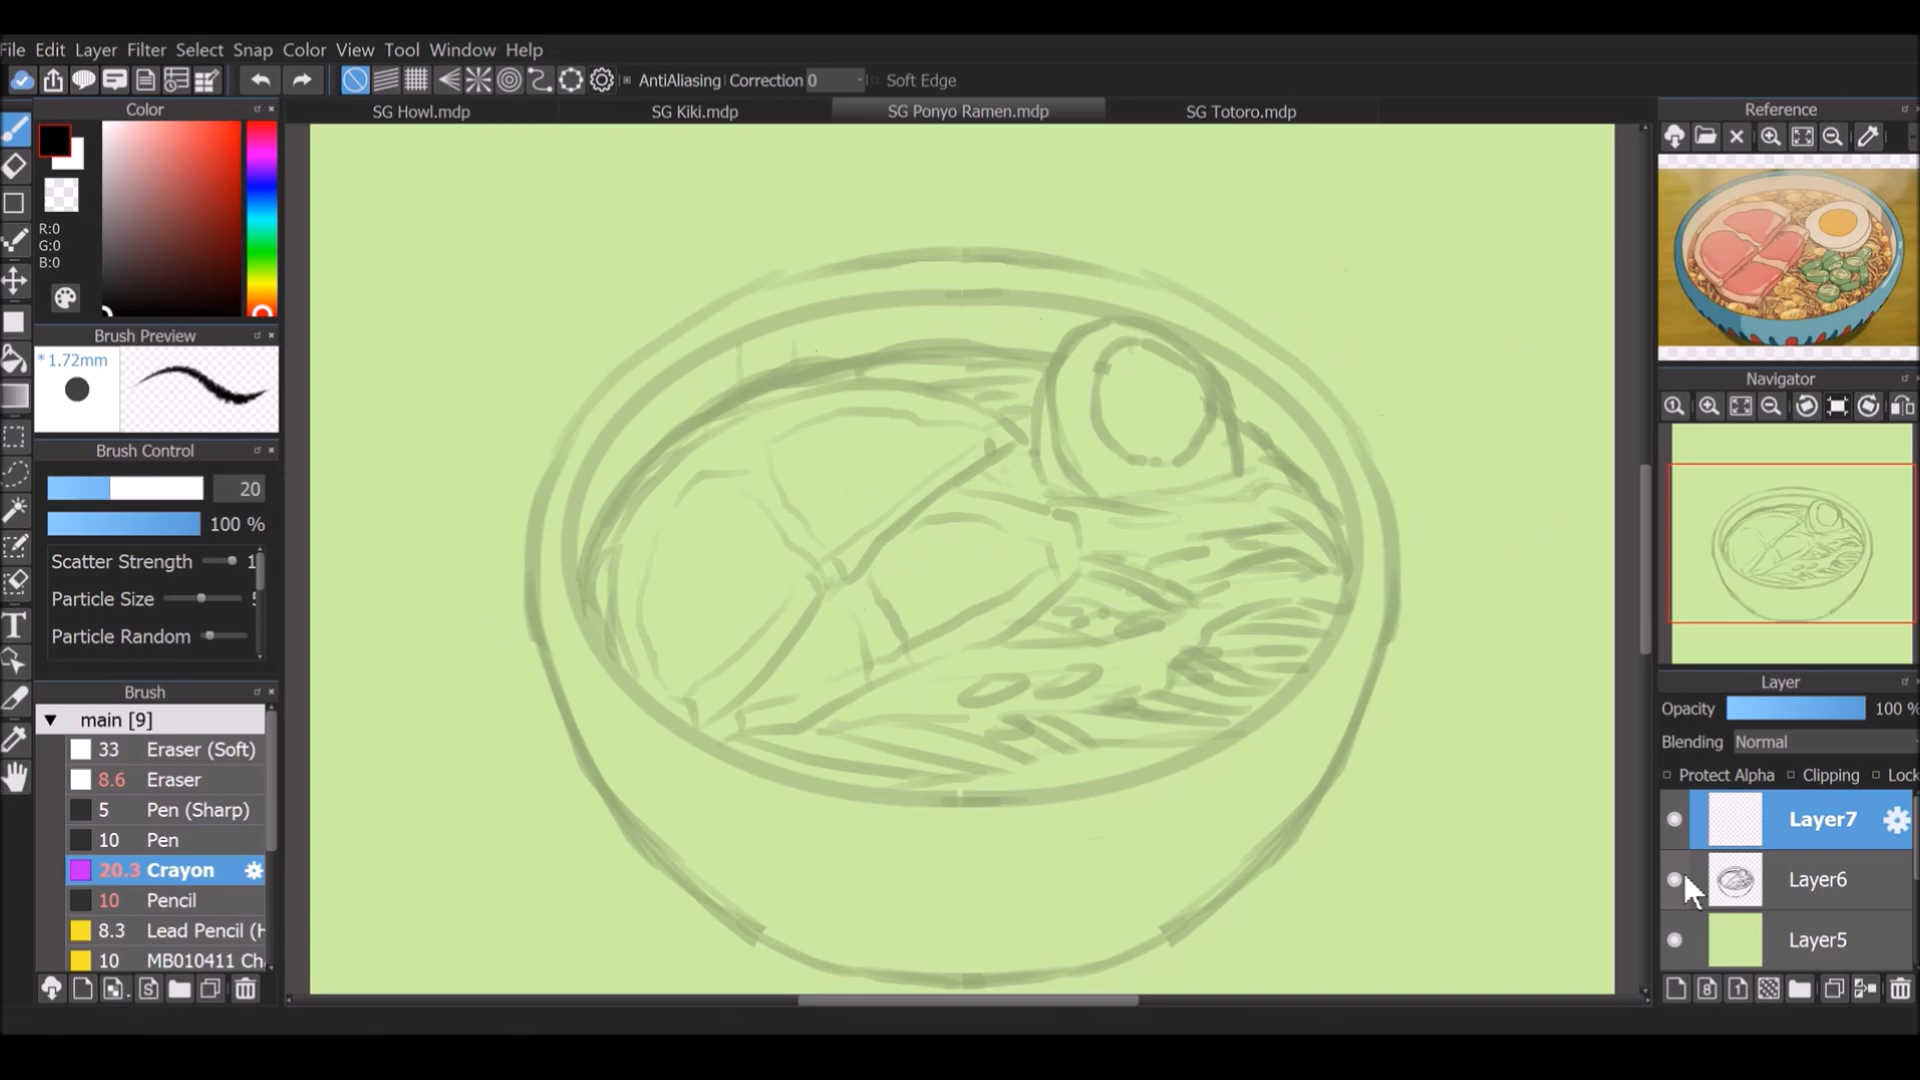 File Edit Layer Filter Select Snap Color View Tool Window Help
AntiAliasing Correction 0 Soft Edge
Color
SG Howl.mdp SG Kiki.mdp SG Ponyo Ramen.mdp SG Totoro.mdp
R:0
G:0
B:0
Brush Preview
* 1.72mm
Brush Control
20
100 %
Scatter Strength 1
Particle Size
Particle Random
Brush
main [9]
33 Eraser (Soft)
8.6 Eraser
5 Pen (Sharp)
10 Pen
20.3 Crayon
10 Pencil
8.3 Lead Pencil (H
10 MB010411 Ch
Reference
Navigator
Layer
Opacity 100 %
Blending Normal
Protect Alpha Clipping Lock
Layer7
Layer6
Layer5